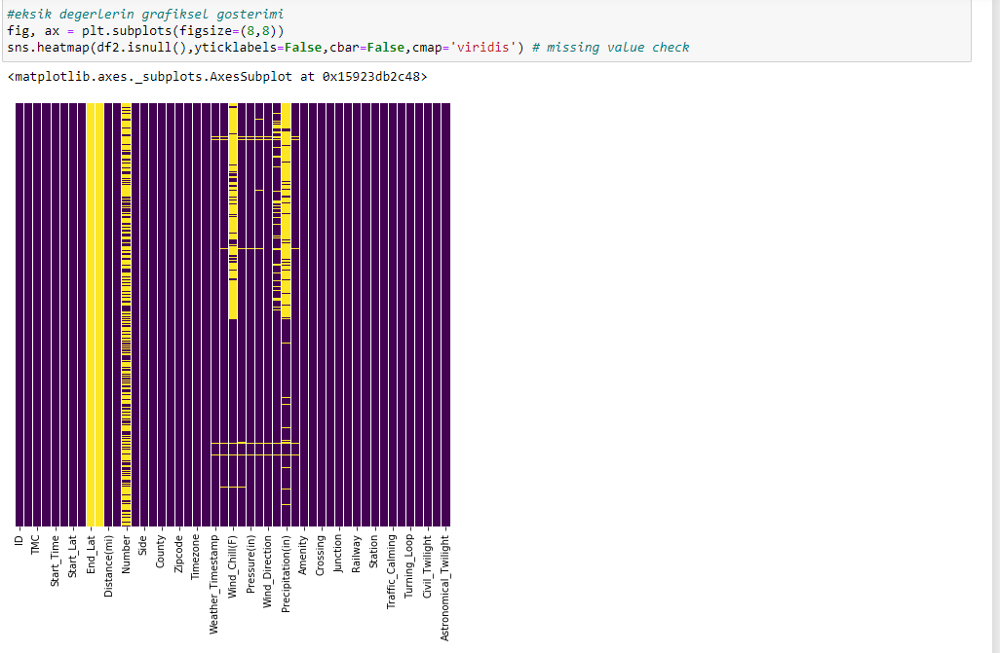 #eksik degerlerin grafiksel gosterimi
fig, ax = plt.subplots(figsize=(8,8))
sns.heatmap(df2.isnull(),yticklabels=False,cbar=False,cmap='viridis') # missing value check
<matplotlib.axes._subplots.AxesSubplot at 0x15923db2c48>
ID
TMC
Start_Time
Start_Lat
End_Lat
Distance(mi)
Number
Side
County
Zipcode
Timezone
Weather_Timestamp
Wind_Chill(F)
Pressure(in)
Wind_Direction
Precipitation(in)
Amenity
Crossing
Junction
Railway
Station
Traffic_Calming
Turning_Loop
Civil_Twilight
Astronomical_Twilight